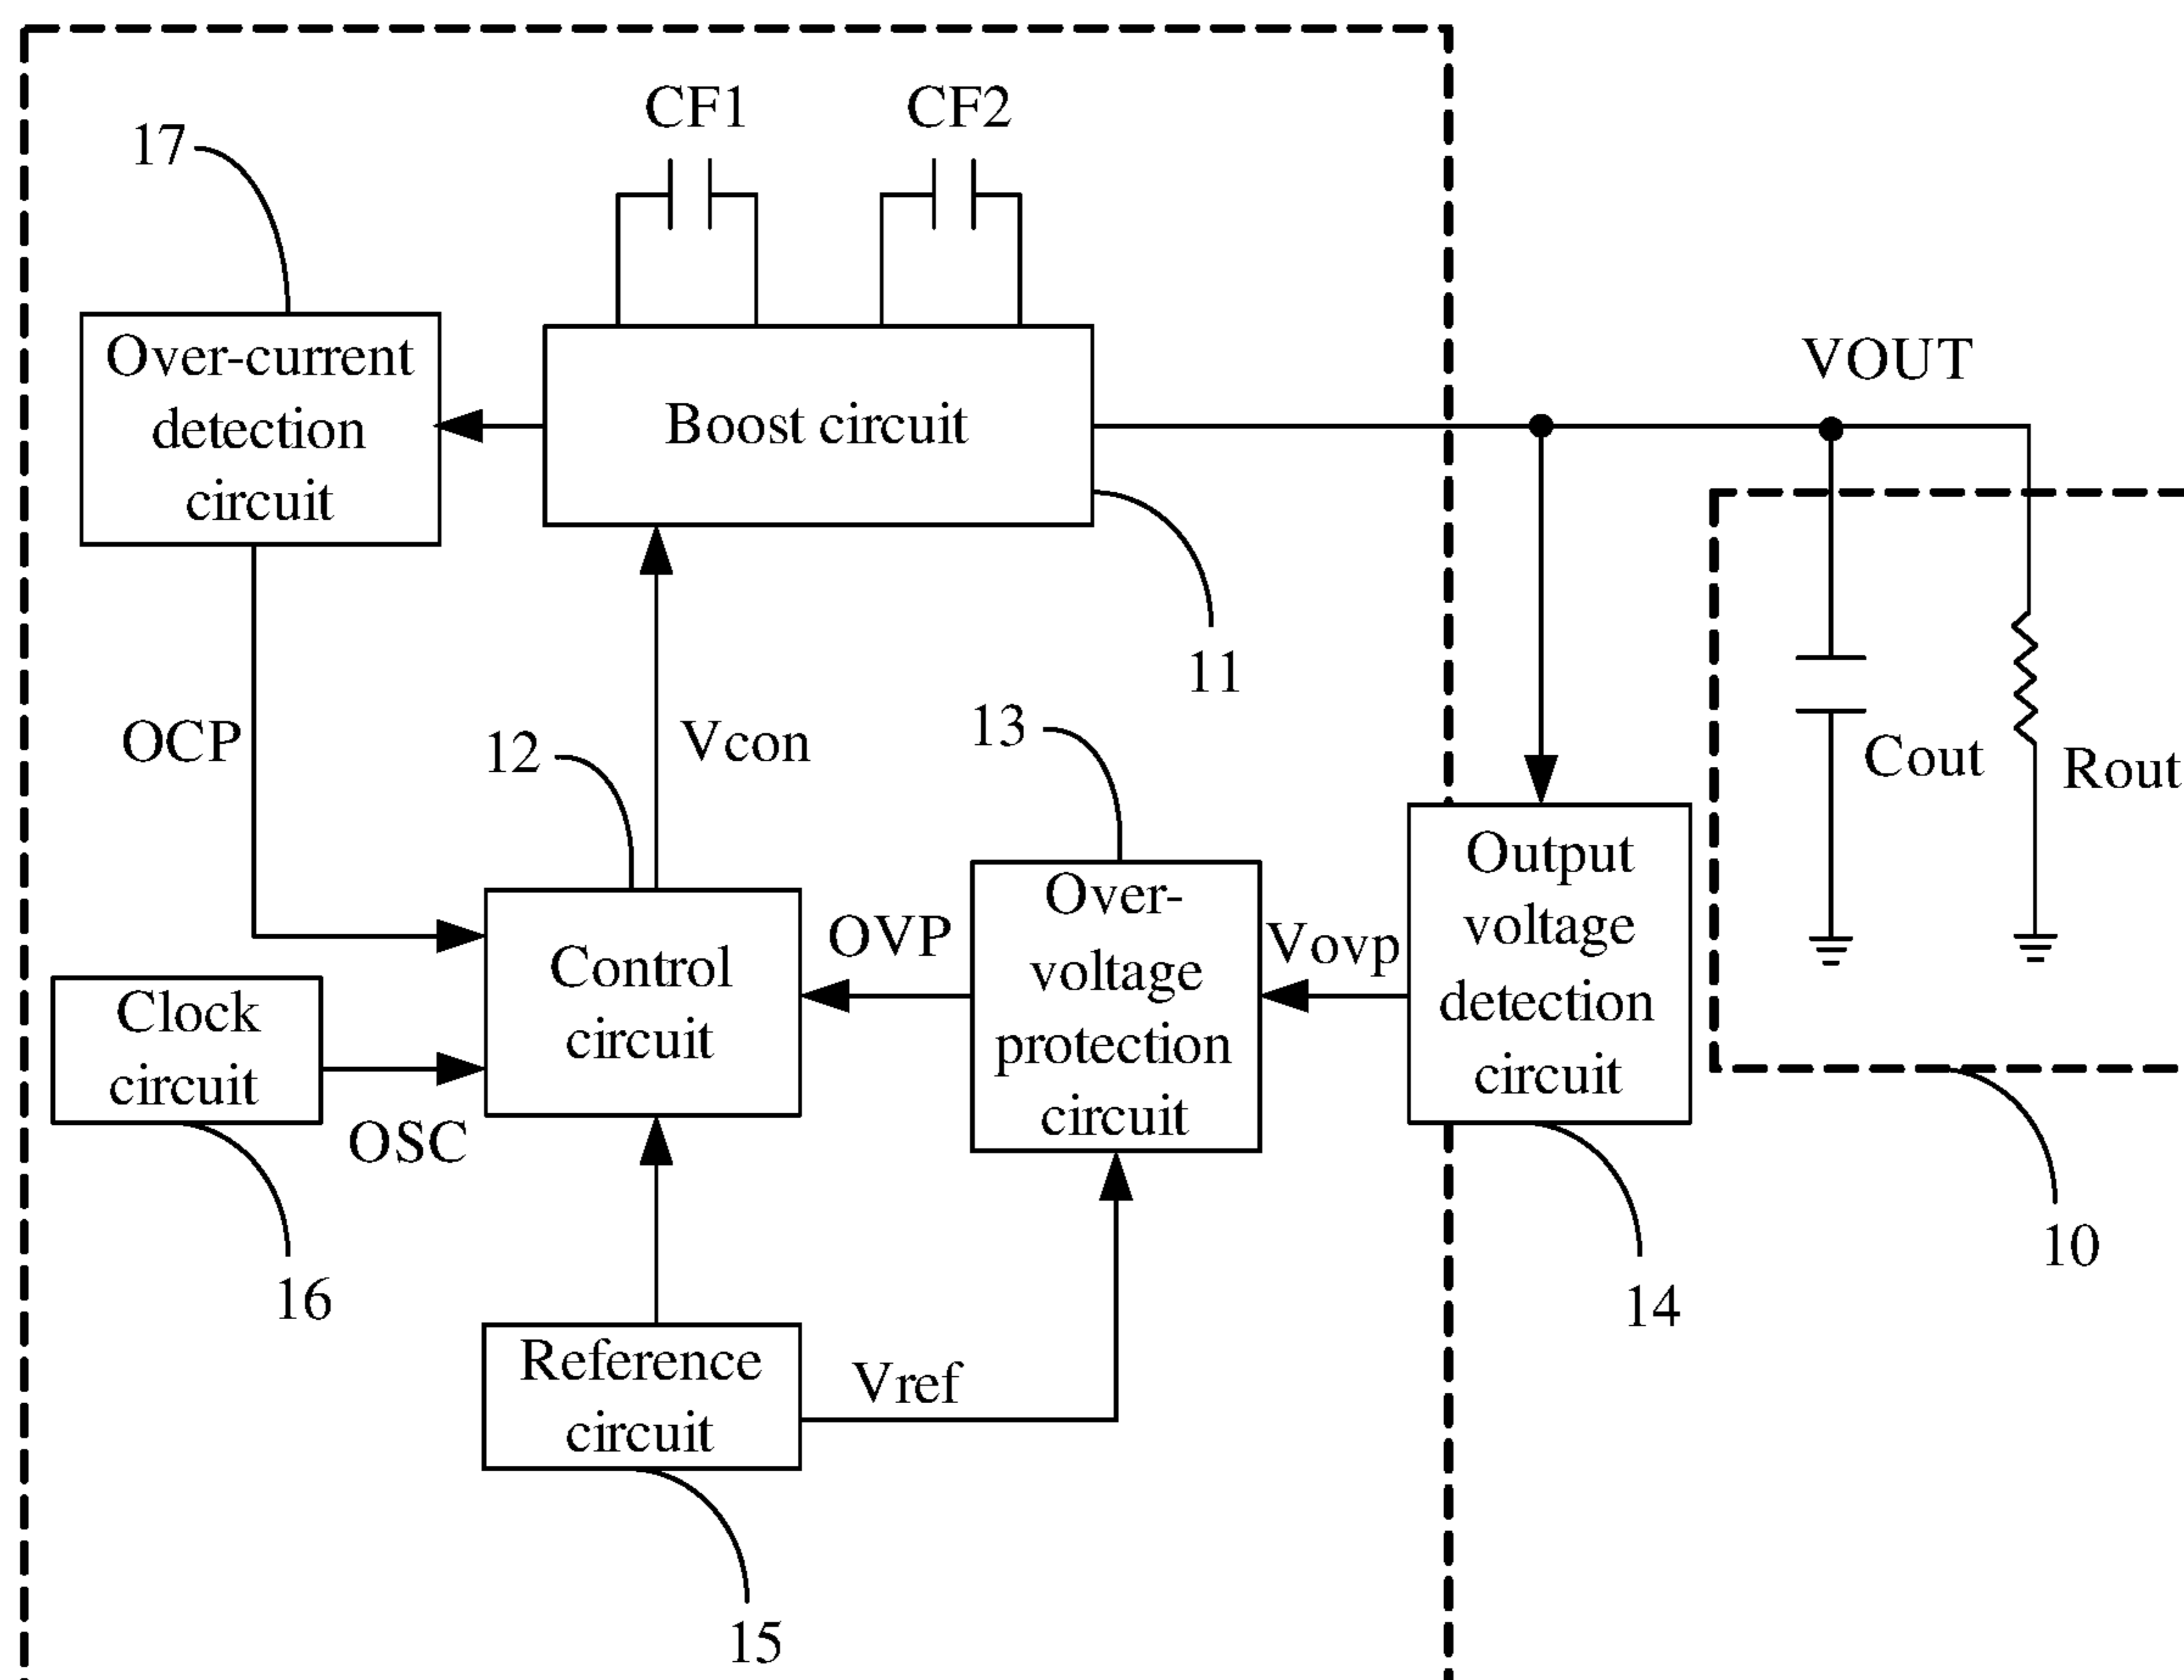 CF1
CF2
17
Over-current
detection
circuit
Boost circuit
VOUT
11
OCP
12
Vcon
13
Cout
Rout
Control
circuit
OVP
Over-
voltage
protection
circuit
Vovp
Output
voltage
detection
circuit
Clock
circuit
OSC
16
10
14
Reference
circuit
Vref
15